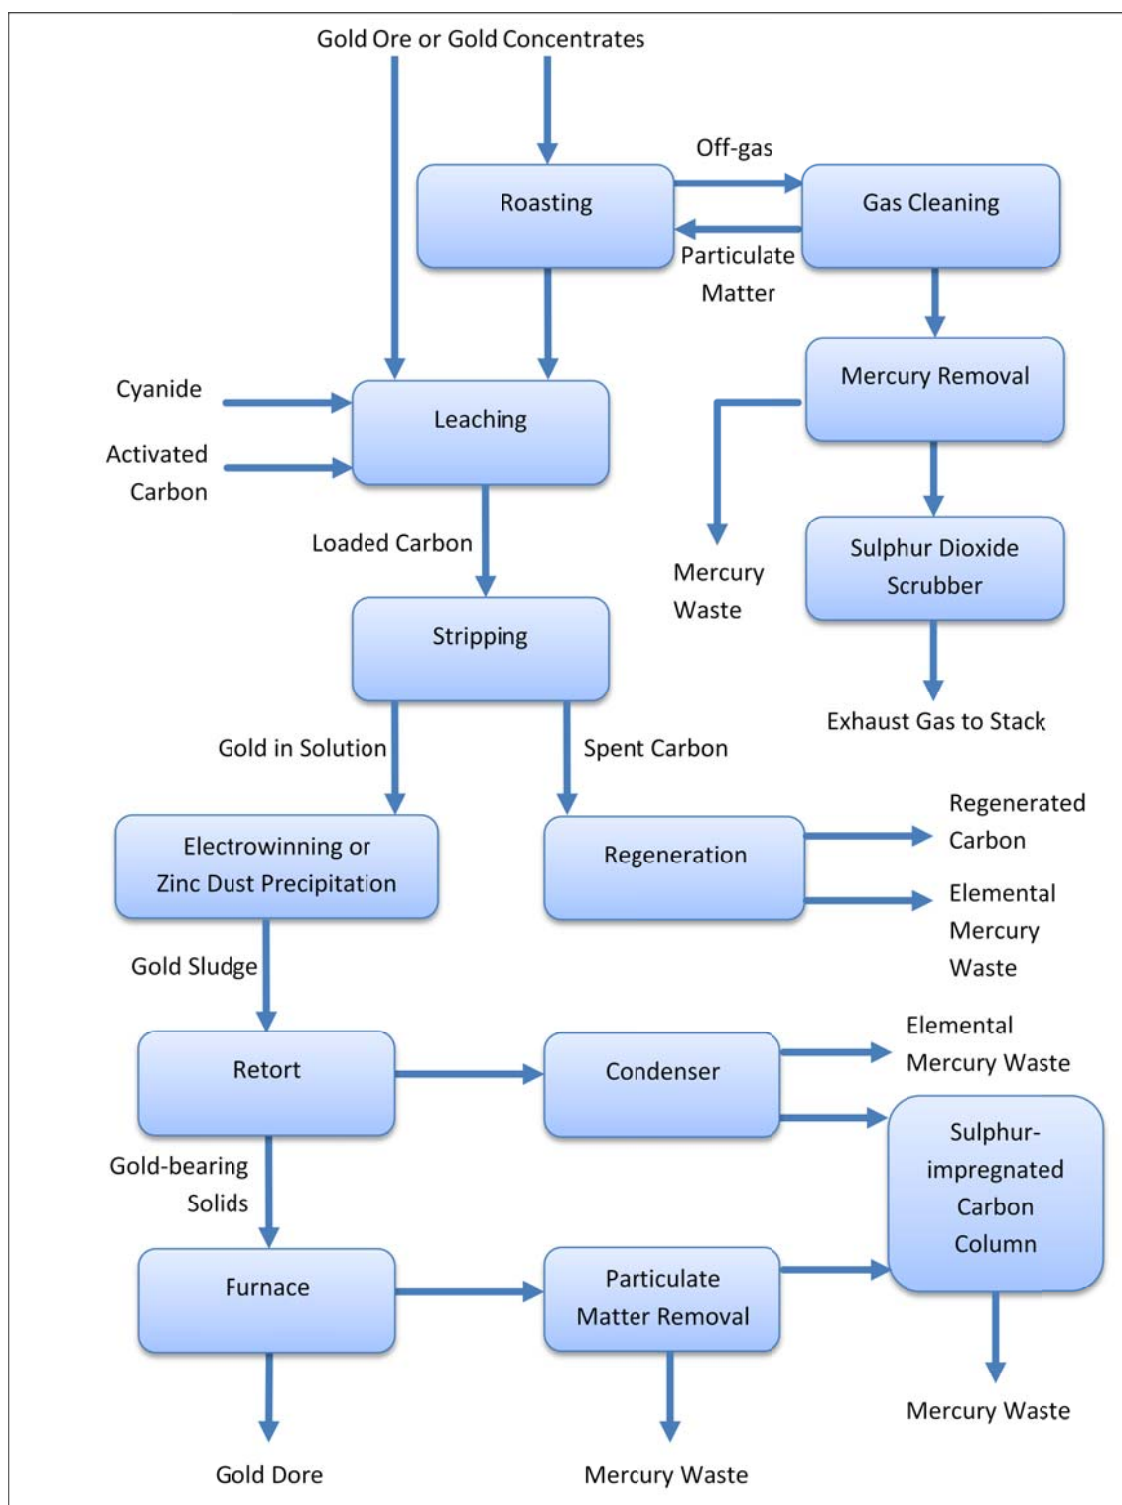 Gold Ore or Gold Concentrates
Off-gas
Roasting
Gas Cleaning
Particulate
Matter
Mercury Removal
Cyanide
Leaching
Activated
Carbon
Loaded Carbon
Mercury
Waste
Sulphur Dioxide
Scrubber
Stripping
Exhaust Gas to Stack
Gold in Solution
Spent Carbon
Electrowinning or
Zinc Dust Precipitation
Regeneration
Regenerated
Carbon
Elemental
Mercury
Waste
Gold Sludge
Retort
Condenser
Elemental
Mercury Waste
Sulphur-
impregnated
Carbon
Column
Gold-bearing
Solids
Furnace
Particulate
Matter Removal
Mercury Waste
Gold Dore
Mercury Waste